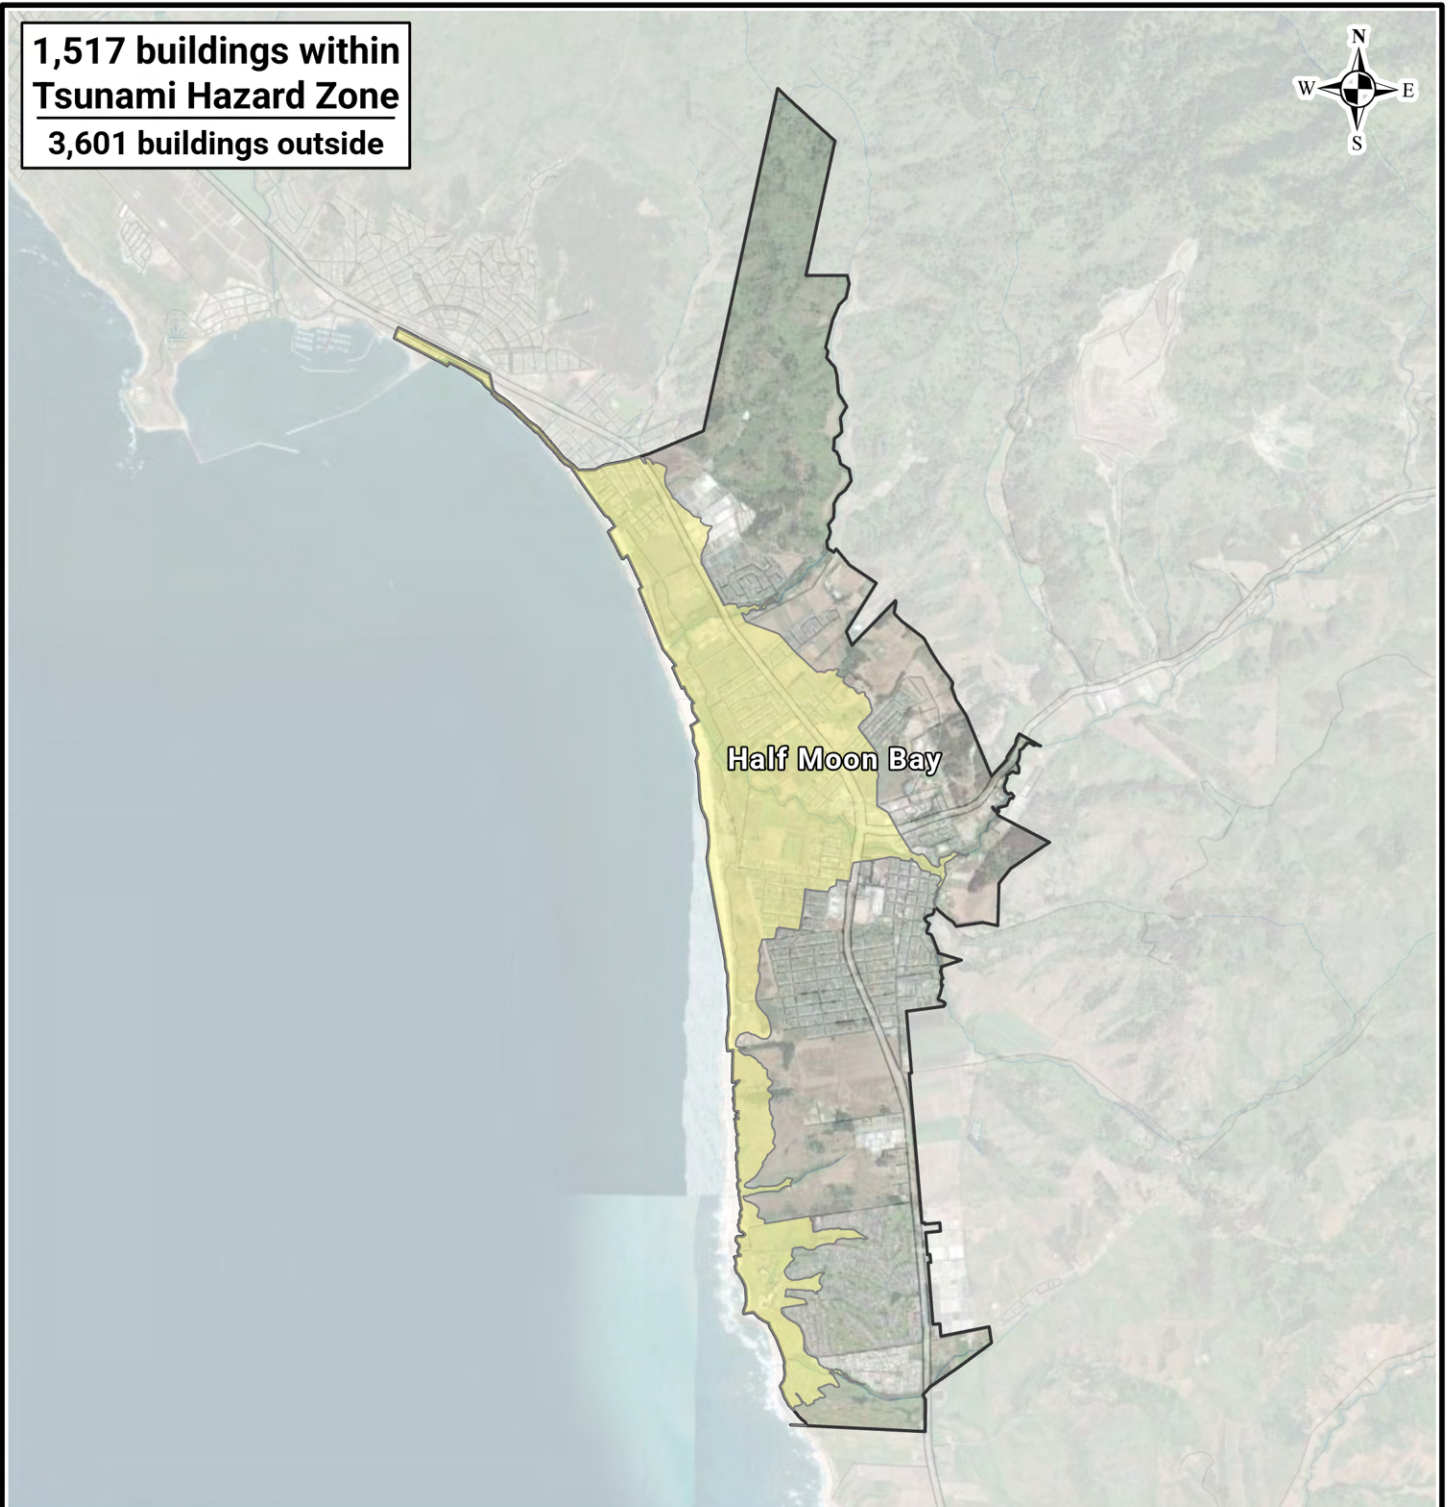 1,517 buildings within
Tsunami Hazard Zone
3,601 buildings outside
N
W E
S
Half Moon Bay